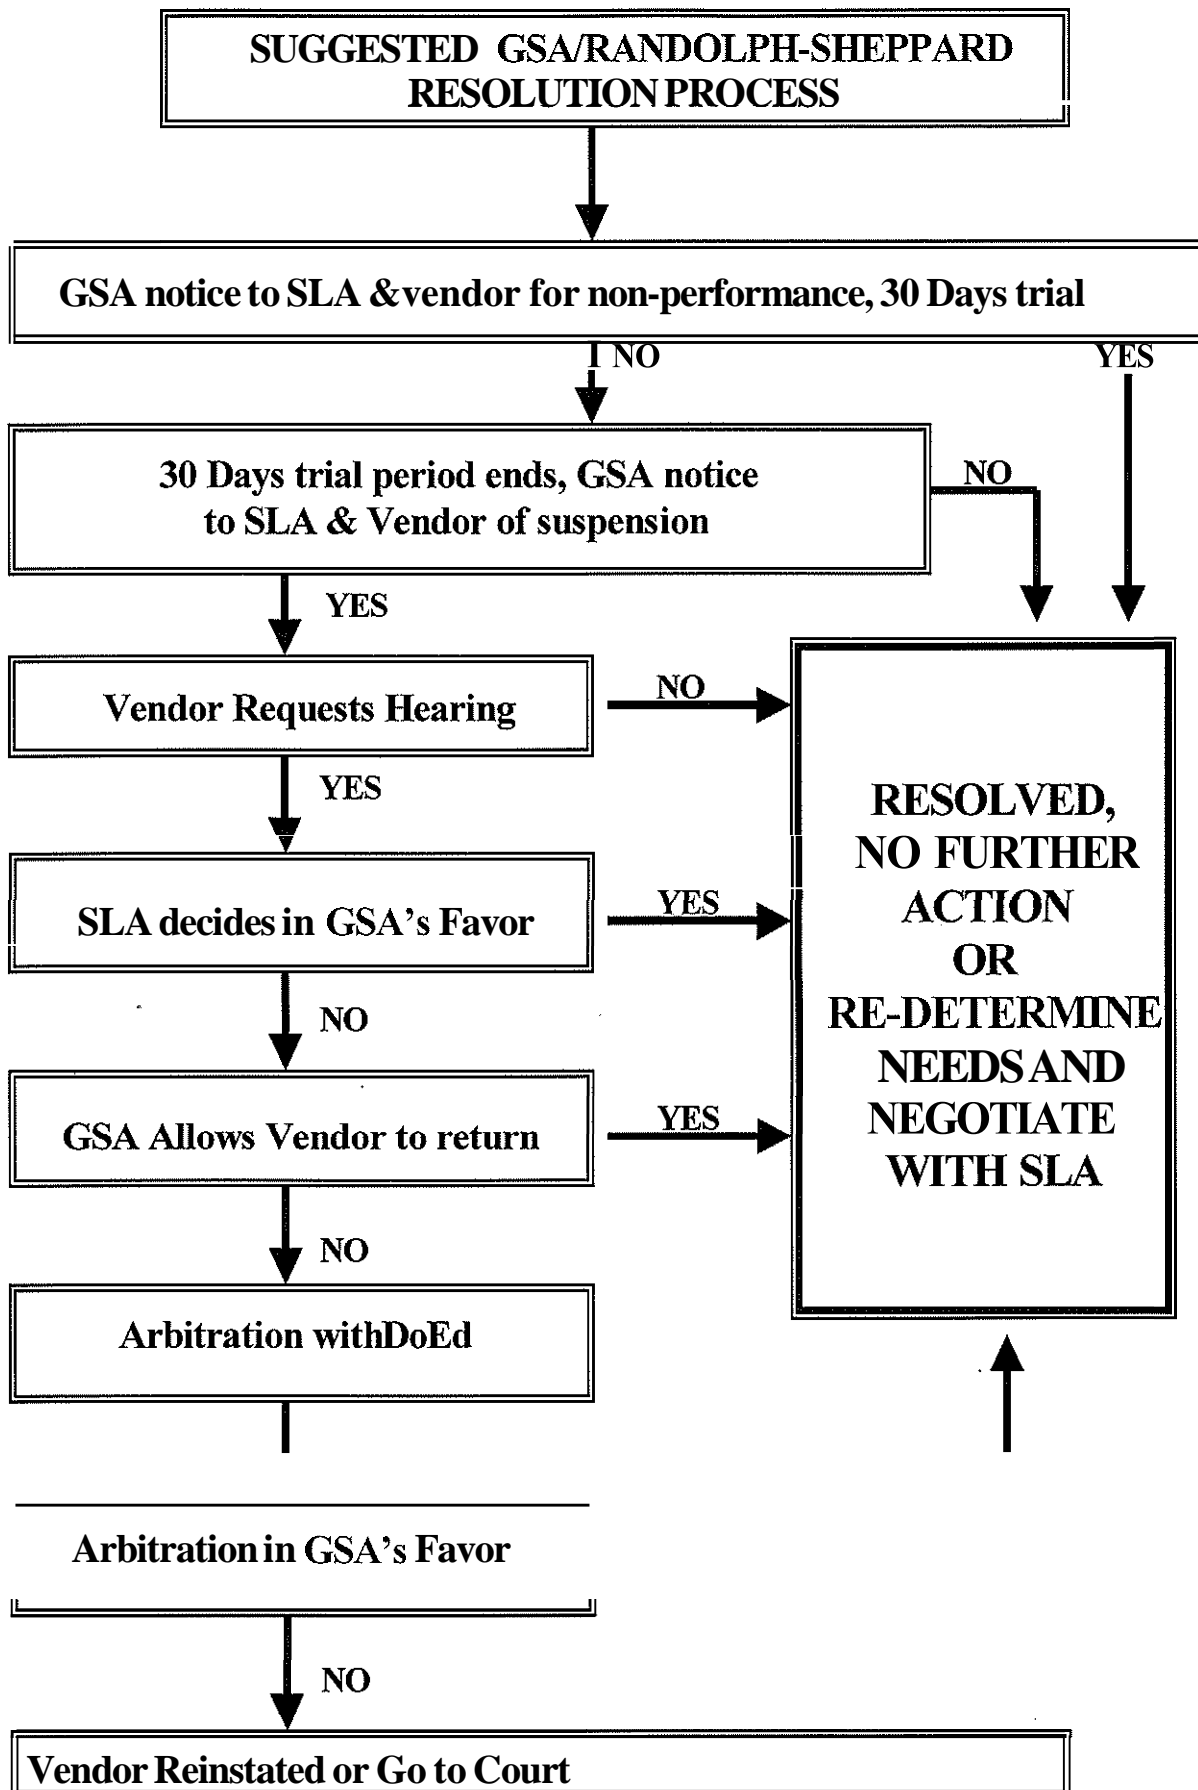 SUGGESTED GSA/RANDOLPH-SHEPPARD
RESOLUTION PROCESS
GSA notice to SLA & vendor for non-performance, 30 Days trial
NO
YES
30 Days trial period ends, GSA notice
to SLA & Vendor of suspension
NO
YES
Vendor Requests Hearing
NO
YES
SLA decides in GSA's Favor
YES
NO
GSA Allows Vendor to return
YES
NO
RESOLVED,
NO FURTHER
ACTION
OR
RE-DETERMINE
NEEDS AND
NEGOTIATE
WITH SLA
Arbitration withDoEd
Arbitration in GSA's Favor
NO
Vendor Reinstated or Go to Court